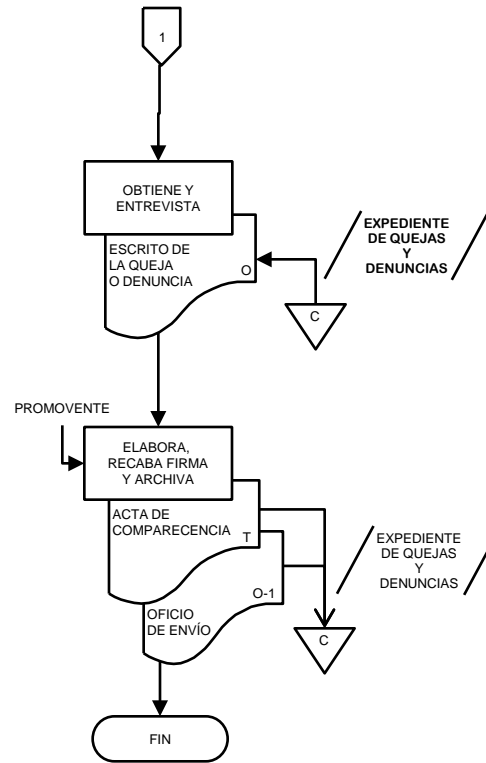 1
OBTIENE Y
ENTREVISTA
ESCRITO DE
LA QUEJA
O DENUNCIA
O
EXPEDIENTE
DE QUEJAS
Y
DENUNCIAS
C
PROMOVENTE
ELABORA,
RECABA FIRMA
Y ARCHIVA
ACTA DE
COMPARECENCIA
T
OFICIO
DE ENVÍO
O-1
EXPEDIENTE
DE QUEJAS
Y
DENUNCIAS
C
FIN